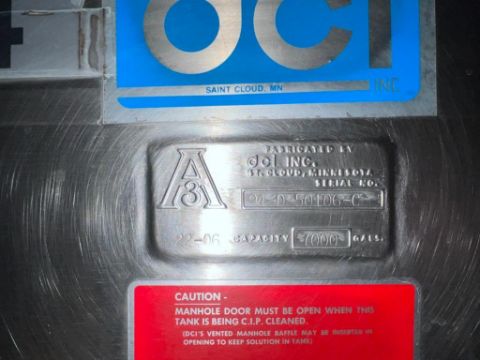 dci
SAINT CLOUD, MN
INC
FABRICATED BY
dci INC.
ST. CLOUD, MINNESOTA
SERIAL NO.
A
3
22-06 CAPACITY 7000 GALS.
CAUTION -
MANHOLE DOOR MUST BE OPEN WHEN THIS
TANK IS BEING C.I.P. CLEANED.
(DCI'S VENTED MANHOLE BAFFLE MAY BE INSERTED IN
OPENING TO KEEP SOLUTION IN TANK)